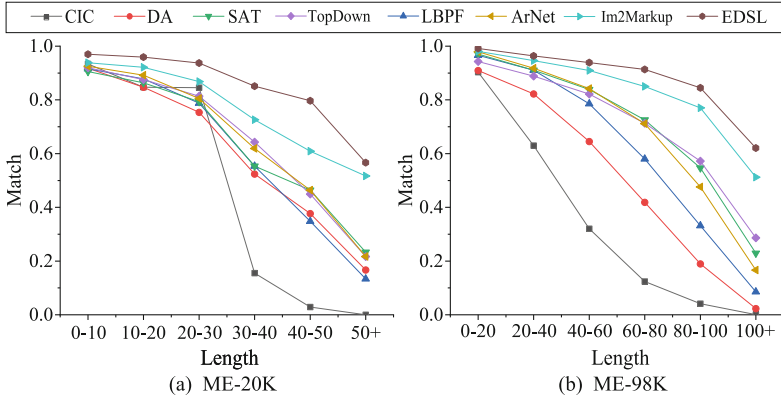 CIC DA SAT TopDown LBPF ArNet Im2Markup EDSL
1.0 0.8 0.6 0.4 0.2 0.0
Match
0-10 10-20 20-30 30-40 40-50 50+
Length
(a) ME-20K
1.0 0.8 0.6 0.4 0.2 0.0
Match
0-20 20-40 40-60 60-80 80-100 100+
Length
(b) ME-98K